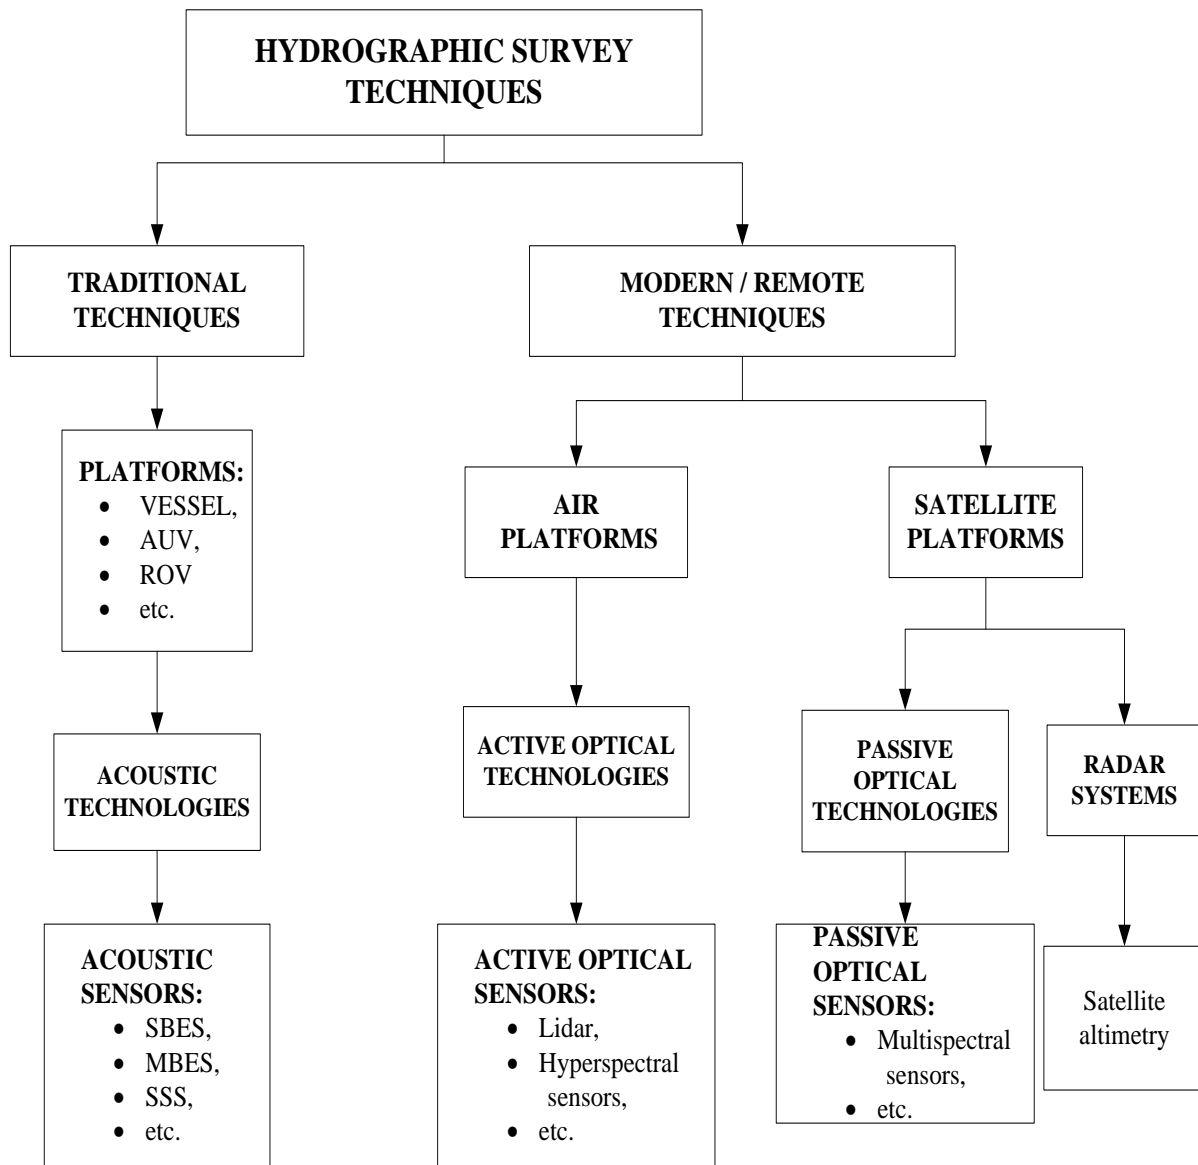 HYDROGRAPHIC SURVEY
TECHNIQUES
TRADITIONAL
TECHNIQUES
MODERN / REMOTE
TECHNIQUES
PLATFORMS:
• VESSEL,
• AUV,
• ROV
• etc.
AIR
PLATFORMS
SATELLITE
PLATFORMS
ACOUSTIC
TECHNOLOGIES
ACTIVE OPTICAL
TECHNOLOGIES
PASSIVE
OPTICAL
TECHNOLOGIES
RADAR
SYSTEMS
ACOUSTIC
SENSORS:
• SBES,
• MBES,
• SSS,
• etc.
ACTIVE OPTICAL
SENSORS:
• Lidar,
• Hyperspectral
sensors,
• etc.
PASSIVE
OPTICAL
SENSORS:
• Multispectral
sensors,
• etc.
Satellite
altimetry